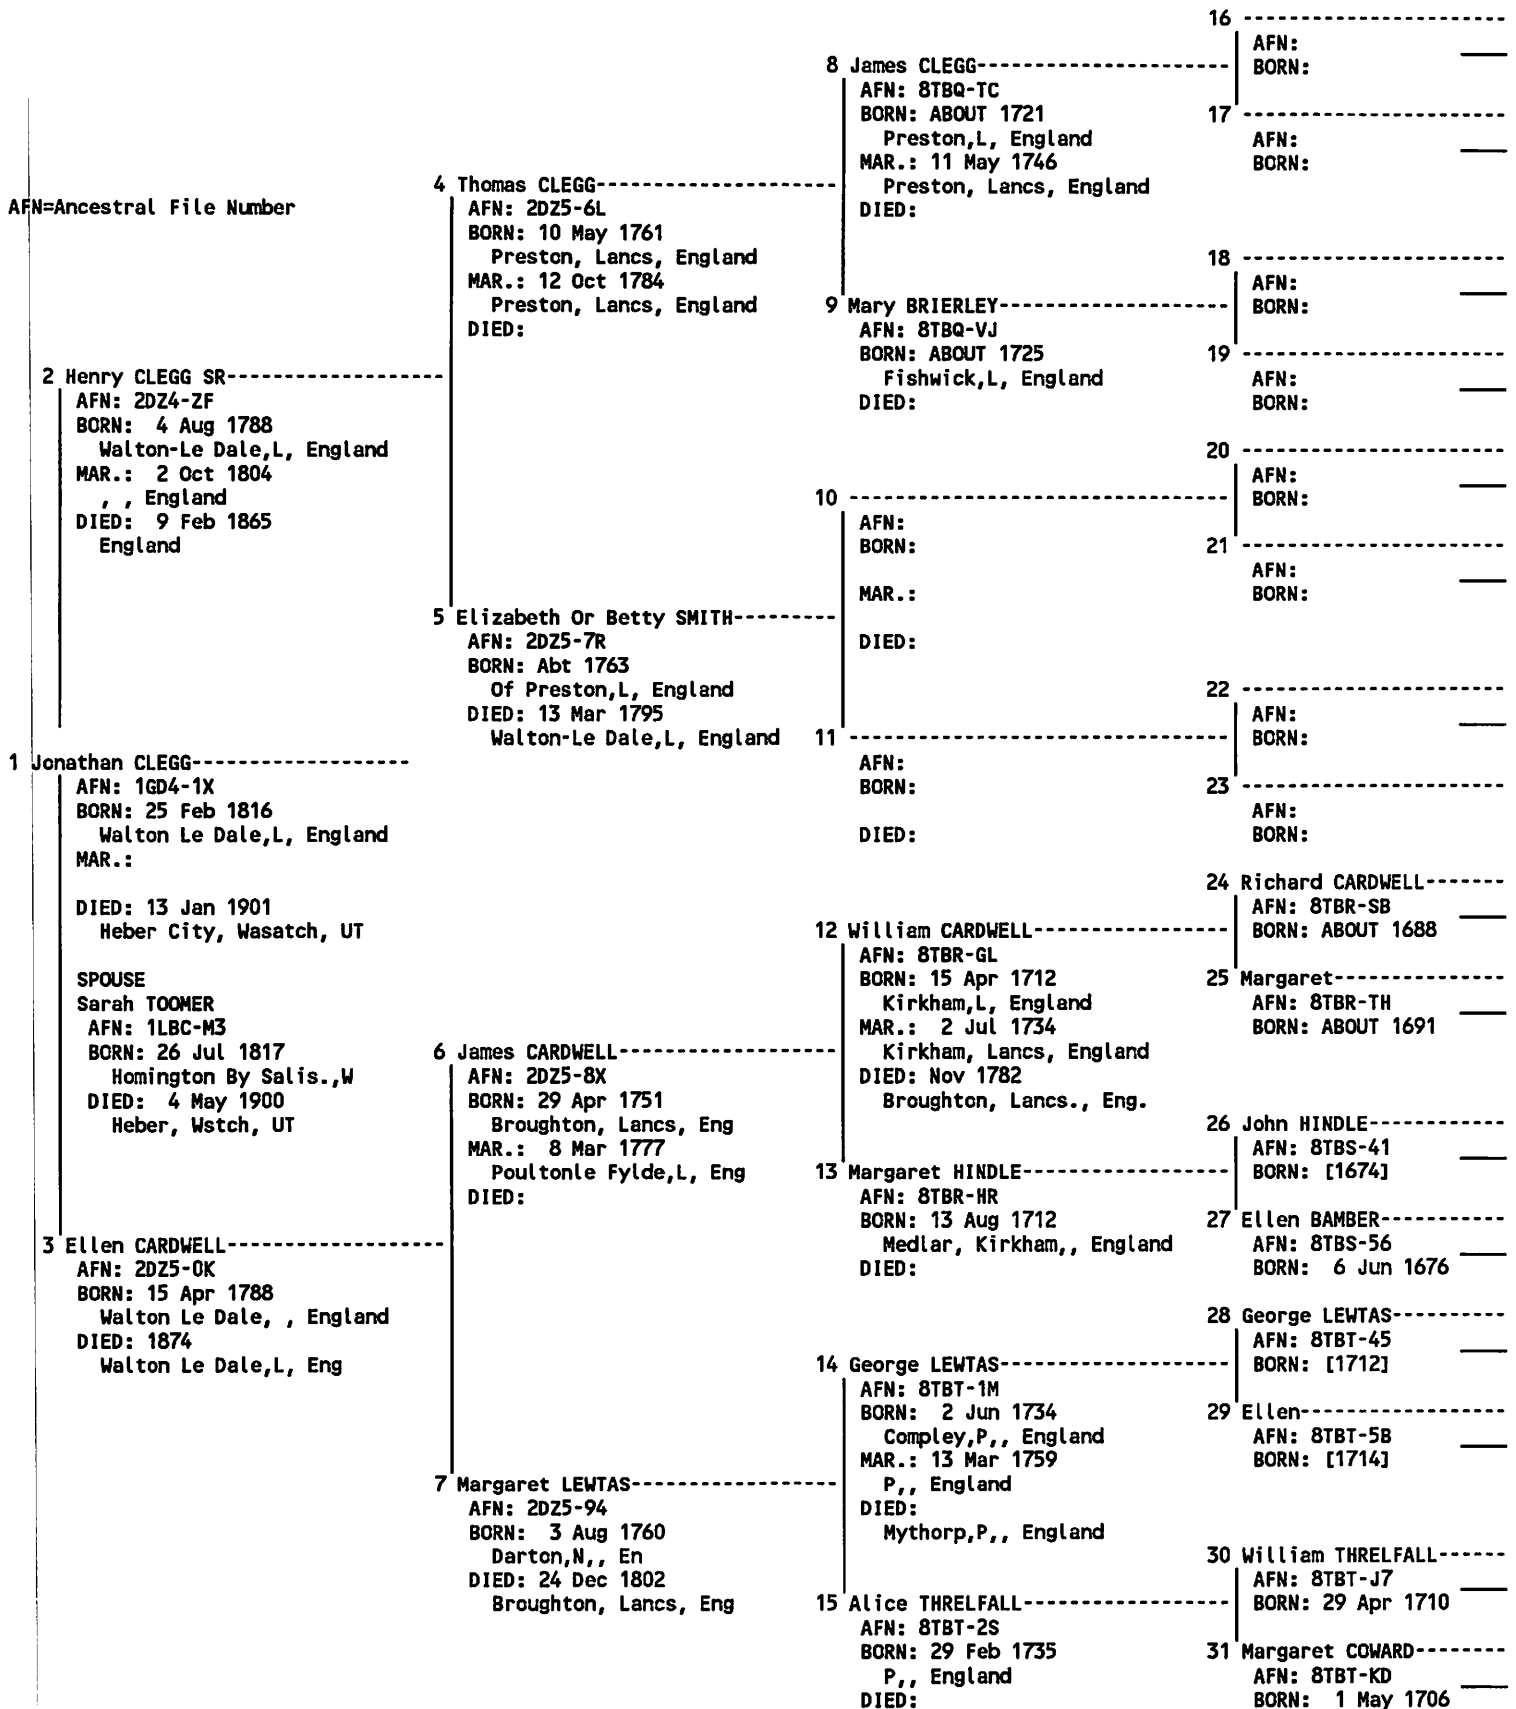 AFN=Ancestral File Number
1 Jonathan CLEGG-------------------
AFN: 1GD4-1X
BORN: 25 Feb 1816
Walton Le Dale,L, England
MAR.:
DIED: 13 Jan 1901
Heber City, Wasatch, UT
SPOUSE
Sarah TOOMER
AFN: 1LBC-M3
BORN: 26 Jul 1817
Homington By Salis.,W
DIED:  4 May 1900
Heber, Wstch, UT
2 Henry CLEGG SR-------------------
AFN: 2DZ4-ZF
BORN:  4 Aug 1788
Walton-Le Dale,L, England
MAR.:  2 Oct 1804
, , England
DIED:  9 Feb 1865
England
3 Ellen CARDWELL-------------------
AFN: 2DZ5-0K
BORN: 15 Apr 1788
Walton Le Dale, , England
DIED: 1874
Walton Le Dale,L, Eng
4 Thomas CLEGG---------------------
AFN: 2DZ5-6L
BORN: 10 May 1761
Preston, Lancs, England
MAR.: 12 Oct 1784
Preston, Lancs, England
DIED:
5 Elizabeth Or Betty SMITH---------
AFN: 2DZ5-7R
BORN: Abt 1763
Of Preston,L, England
DIED: 13 Mar 1795
Walton-Le Dale,L, England
6 James CARDWELL-------------------
AFN: 2DZ5-8X
BORN: 29 Apr 1751
Broughton, Lancs, Eng
MAR.:  8 Mar 1777
Poultonle Fylde,L, Eng
DIED:
7 Margaret LEWTAS------------------
AFN: 2DZ5-94
BORN:  3 Aug 1760
Darton,N,, En
DIED: 24 Dec 1802
Broughton, Lancs, Eng
8 James CLEGG----------------------
AFN: 8TBQ-TC
BORN: ABOUT 1721
Preston,L, England
MAR.: 11 May 1746
Preston, Lancs, England
DIED:
9 Mary BRIERLEY--------------------
AFN: 8TBQ-VJ
BORN: ABOUT 1725
Fishwick,L, England
DIED:
10 ---------------------------------
AFN:
BORN:
MAR.:
DIED:
11 ---------------------------------
AFN:
BORN:
DIED:
12 William CARDWELL-----------------
AFN: 8TBR-GL
BORN: 15 Apr 1712
Kirkham,L, England
MAR.:  2 Jul 1734
Kirkham, Lancs, England
DIED: Nov 1782
Broughton, Lancs., Eng.
13 Margaret HINDLE------------------
AFN: 8TBR-HR
BORN: 13 Aug 1712
Medlar, Kirkham,, England
DIED:
14 George LEWTAS--------------------
AFN: 8TBT-1M
BORN:  2 Jun 1734
Compley,P,, England
MAR.: 13 Mar 1759
P,, England
DIED:
Mythorp,P,, England
15 Alice THRELFALL------------------
AFN: 8TBT-2S
BORN: 29 Feb 1735
P,, England
DIED:
16 -----------------------
AFN:
BORN:
17 -----------------------
AFN:
BORN:
18 -----------------------
AFN:
BORN:
19 -----------------------
AFN:
BORN:
20 -----------------------
AFN:
BORN:
21 -----------------------
AFN:
BORN:
22 -----------------------
AFN:
BORN:
23 -----------------------
AFN:
BORN:
24 Richard CARDWELL-------
AFN: 8TBR-SB
BORN: ABOUT 1688
25 Margaret---------------
AFN: 8TBR-TH
BORN: ABOUT 1691
26 John HINDLE------------
AFN: 8TBS-41
BORN: [1674]
27 Ellen BAMBER-----------
AFN: 8TBS-56
BORN:  6 Jun 1676
28 George LEWTAS----------
AFN: 8TBT-45
BORN: [1712]
29 Ellen------------------
AFN: 8TBT-5B
BORN: [1714]
30 William THRELFALL------
AFN: 8TBT-J7
BORN: 29 Apr 1710
31 Margaret COWARD--------
AFN: 8TBT-KD
BORN:  1 May 1706